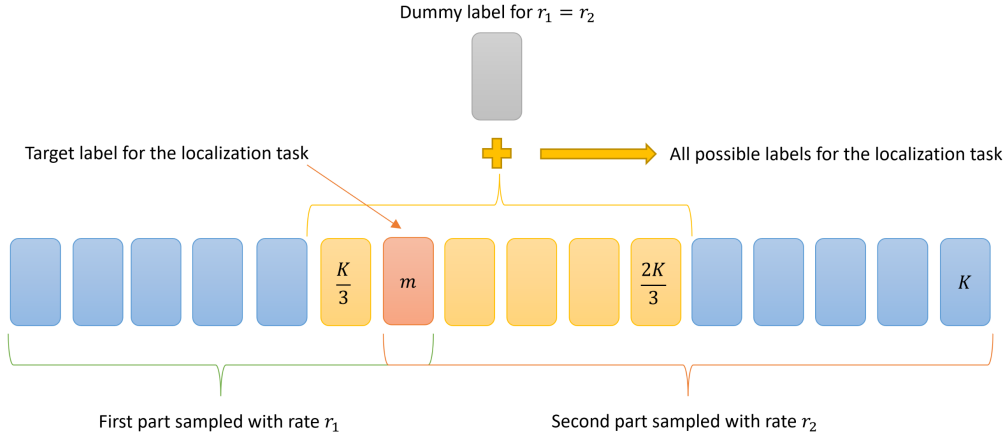 Dummy label for r₁ = r₂
Target label for the localization task
All possible labels for the localization task
K/3
m
2K/3
K
First part sampled with rate r₁
Second part sampled with rate r₂